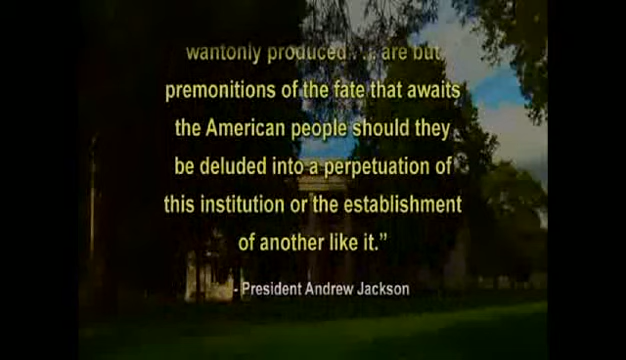 wantonly produced . . . are but
premonitions of the fate that awaits
the American people should they
be deluded into a perpetuation of
this institution or the establishment
of another like it.”
- President Andrew Jackson